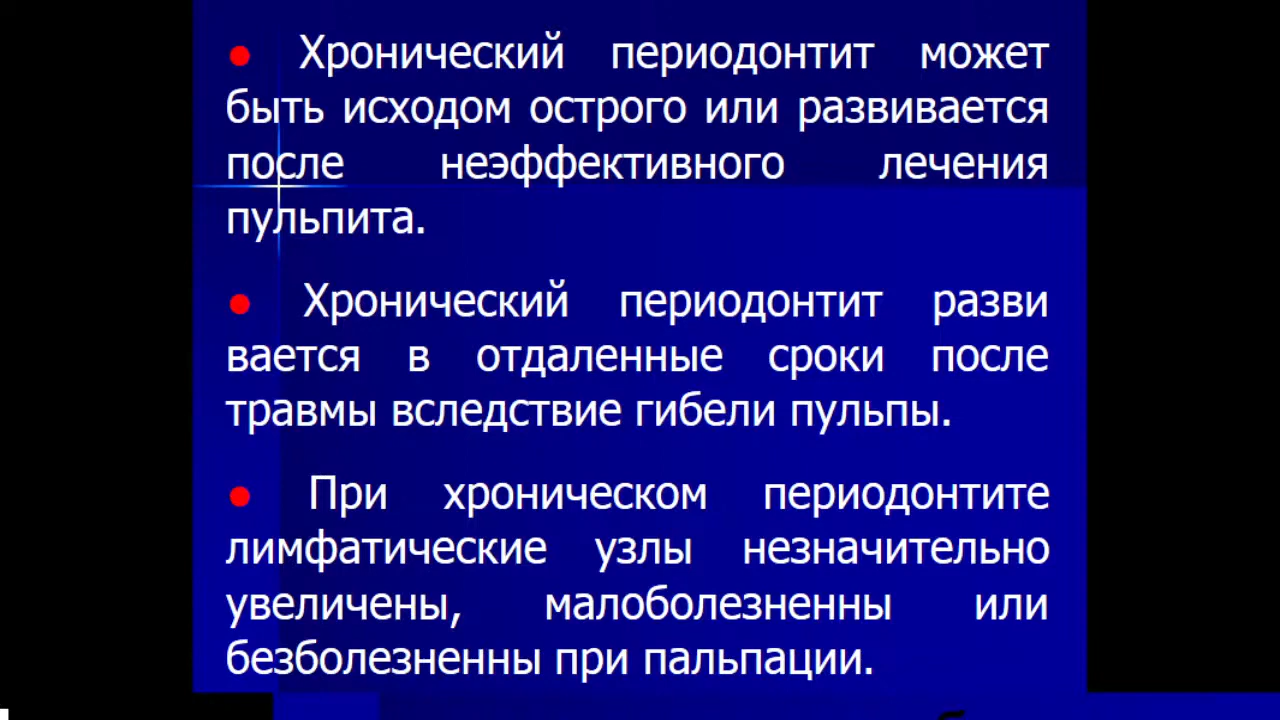 ● Хронический периодонтит может
быть исходом острого или развивается
после неэффективного лечения
пульпита.
● Хронический периодонтит разви
вается в отдаленные сроки после
травмы вследствие гибели пульпы.
● При хроническом периодонтите
лимфатические узлы незначительно
увеличены, малоболезненны или
безболезненны при пальпации.